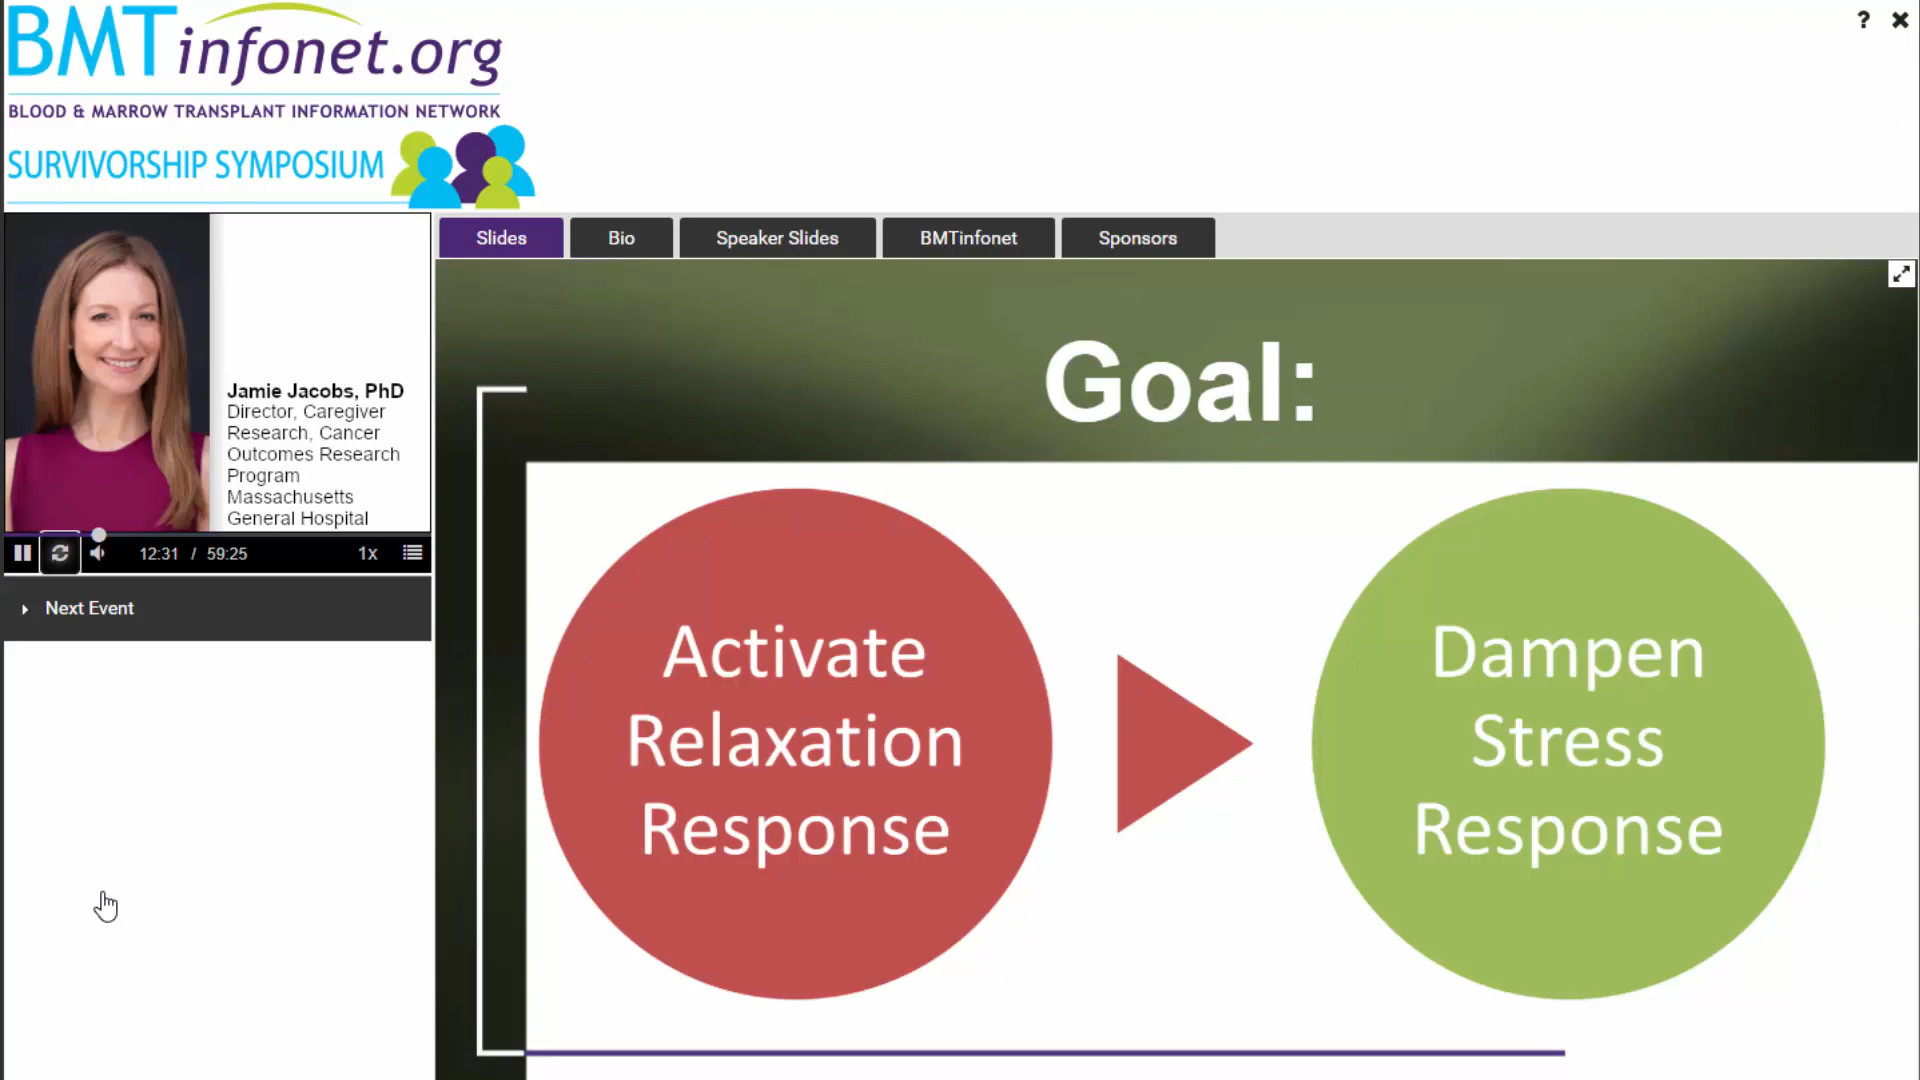 BMT infonet.org
BLOOD & MARROW TRANSPLANT INFORMATION NETWORK
SURVIVORSHIP SYMPOSIUM
? ×
Jamie Jacobs, PhD
Director, Caregiver
Research, Cancer
Outcomes Research
Program
Massachusetts
General Hospital
12:31 / 59:25 1x
Next Event
Slides Bio Speaker Slides BMTinfonet Sponsors
Goal:
Activate
Relaxation
Response
Dampen
Stress
Response